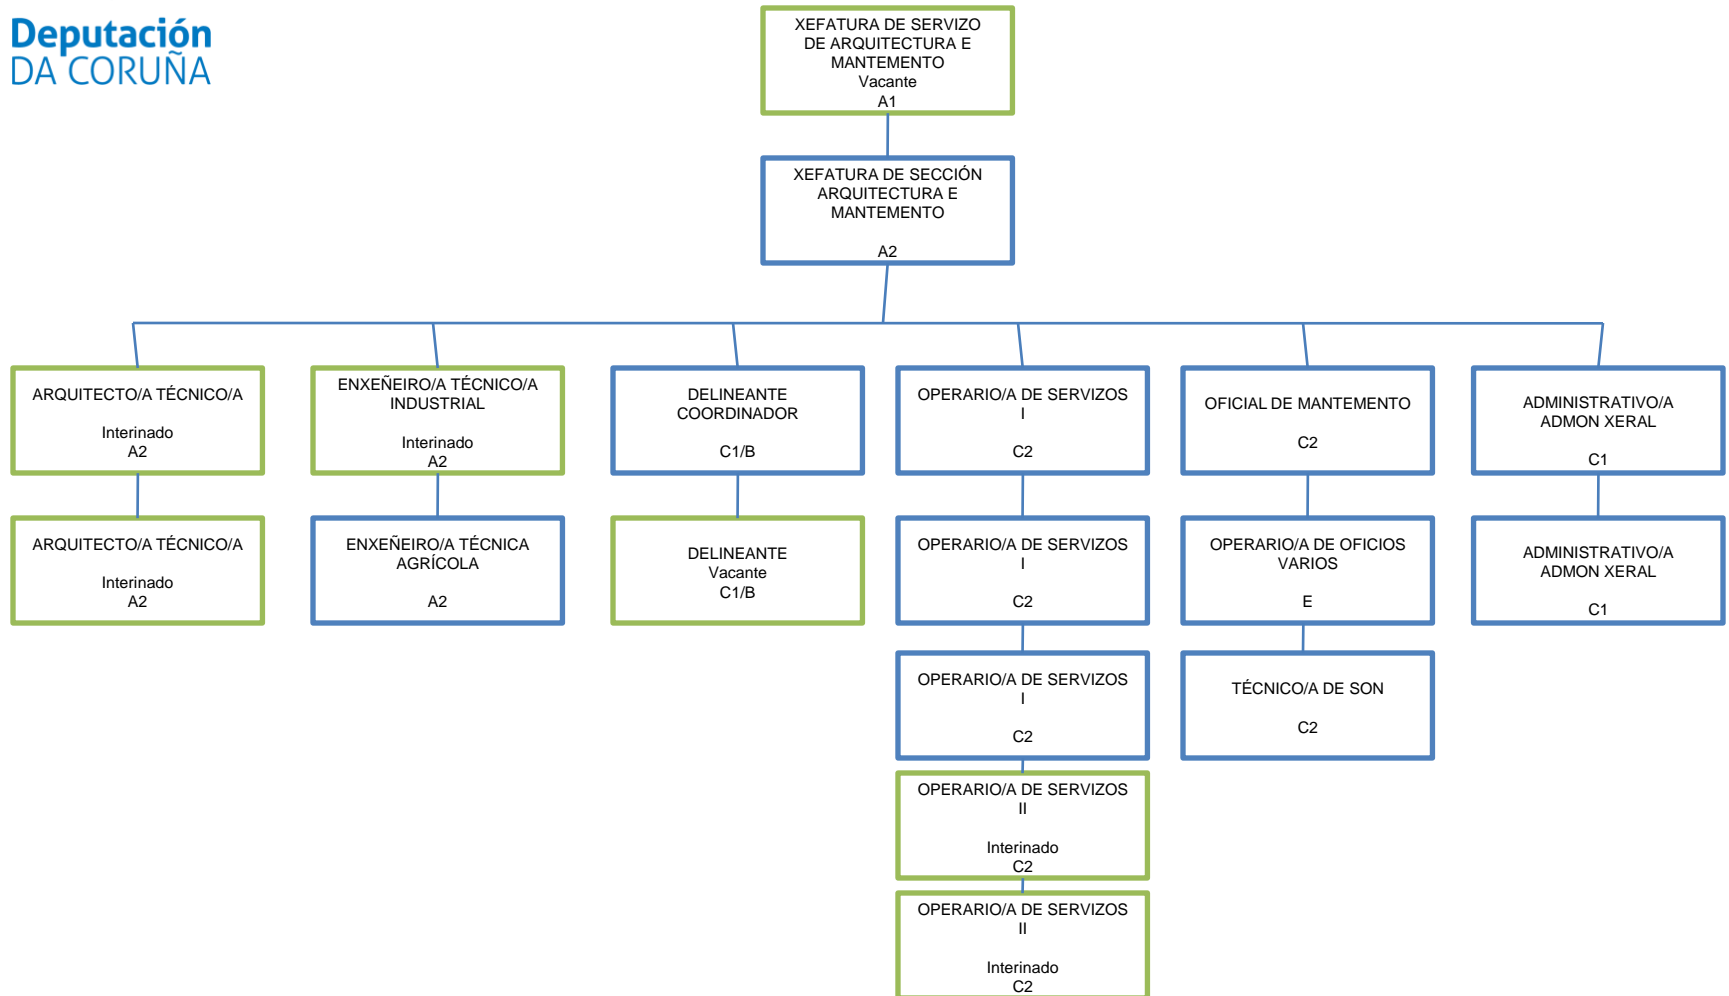 Deputación
DA CORUÑA
XEFATURA DE SERVIZO
DE ARQUITECTURA E
MANTEMENTO
Vacante
A1
XEFATURA DE SECCIÓN
ARQUITECTURA E
MANTEMENTO
A2
ARQUITECTO/A TÉCNICO/A
Interinado
A2
ENXEÑEIRO/A TÉCNICO/A
INDUSTRIAL
Interinado
A2
DELINEANTE
COORDINADOR
C1/B
OPERARIO/A DE SERVIZOS
I
C2
OFICIAL DE MANTEMENTO
C2
ADMINISTRATIVO/A
ADMON XERAL
C1
ARQUITECTO/A TÉCNICO/A
Interinado
A2
ENXEÑEIRO/A TÉCNICA
AGRÍCOLA
A2
DELINEANTE
Vacante
C1/B
OPERARIO/A DE SERVIZOS
I
C2
OPERARIO/A DE OFICIOS
VARIOS
E
ADMINISTRATIVO/A
ADMON XERAL
C1
OPERARIO/A DE SERVIZOS
I
C2
TÉCNICO/A DE SON
C2
OPERARIO/A DE SERVIZOS
II
Interinado
C2
OPERARIO/A DE SERVIZOS
II
Interinado
C2